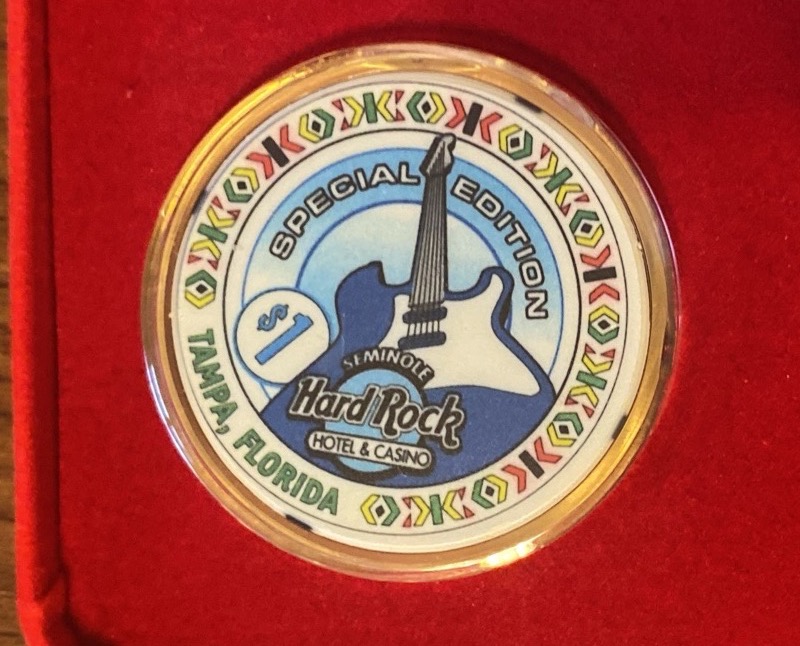 SPECIAL EDITION
$1
SEMINOLE
Hard Rock
HOTEL & CASINO
TAMPA, FLORIDA